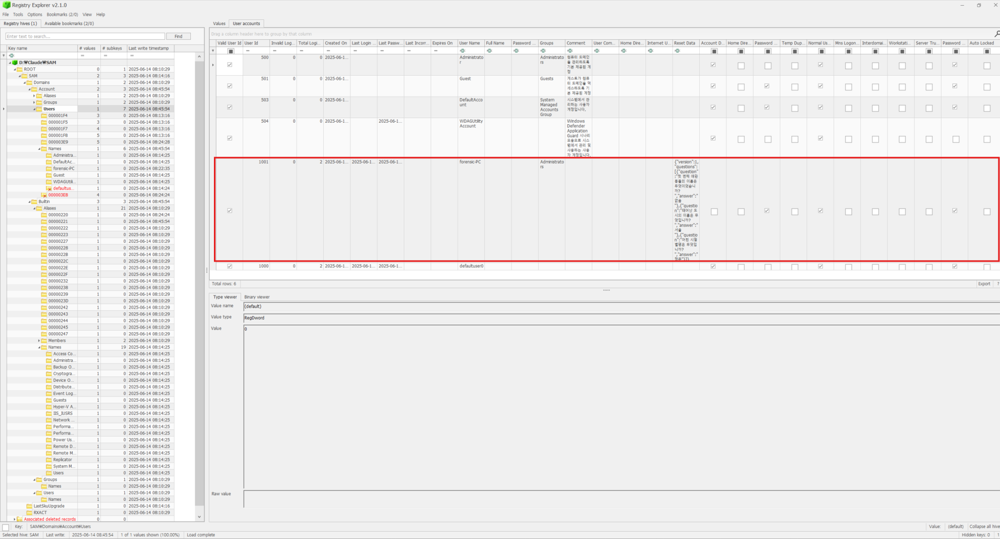 Registry Explorer v2.1.0
File Tools Options Bookmarks (2/0) View Help
Registry hives (1) Available bookmarks (2/0)
Enter text to search... Find
Key name # values # subkeys Last write timestamp
D:₩Claude₩SAM
ROOT 0 1 2025-06-14 08:10:29
SAM 2 3 2025-06-14 08:14:16
Domains 1 2 2025-06-14 08:10:29
Account 2 3 2025-06-14 08:45:54
Aliases 1 2 2025-06-14 08:10:29
Groups 1 2 2025-06-14 08:10:29
Users 1 7 2025-06-14 08:45:54
000001F4 3 0 2025-06-14 08:13:16
000001F5 3 0 2025-06-14 08:13:16
000001F7 4 0 2025-06-14 08:13:16
000001F8 5 0 2025-06-14 08:13:16
000003E9 5 0 2025-06-14 08:24:28
Names 1 6 2025-06-14 08:45:54
Administra... 1 0 2025-06-14 08:14:25
DefaultAc... 1 0 2025-06-14 08:14:25
forensic-PC 1 0 2025-06-14 08:22:35
Guest 1 0 2025-06-14 08:14:25
WDAGUtili... 1 0 2025-06-14 08:14:25
defaultus... 1 0 2025-06-14 08:14:24
000003E8 4 0 2025-06-14 08:24:24
Builtin 3 3 2025-06-14 08:45:54
Aliases 1 21 2025-06-14 08:10:29
00000220 1 0 2025-06-14 08:24:24
00000221 1 0 2025-06-14 08:45:54
00000222 1 0 2025-06-14 08:10:29
00000223 1 0 2025-06-14 08:10:29
00000227 1 0 2025-06-14 08:10:29
00000228 1 0 2025-06-14 08:10:29
0000022B 1 0 2025-06-14 08:10:29
0000022C 1 0 2025-06-14 08:10:29
0000022E 1 0 2025-06-14 08:10:29
0000022F 1 0 2025-06-14 08:10:29
00000232 1 0 2025-06-14 08:10:29
00000238 1 0 2025-06-14 08:10:29
00000239 1 0 2025-06-14 08:10:29
0000023D 1 0 2025-06-14 08:10:29
00000242 1 0 2025-06-14 08:10:29
00000243 1 0 2025-06-14 08:10:29
00000244 1 0 2025-06-14 08:10:29
00000245 1 0 2025-06-14 08:10:29
00000247 1 0 2025-06-14 08:10:29
Members 1 2 2025-06-14 08:10:29
Names 1 19 2025-06-14 08:14:25
Access Co... 1 0 2025-06-14 08:14:25
Administra... 1 0 2025-06-14 08:14:25
Backup O... 1 0 2025-06-14 08:14:25
Cryptogra... 1 0 2025-06-14 08:14:25
Device O... 1 0 2025-06-14 08:14:25
Distribute... 1 0 2025-06-14 08:14:25
Event Log... 1 0 2025-06-14 08:14:25
Guests 1 0 2025-06-14 08:14:25
Hyper-V A... 1 0 2025-06-14 08:14:25
IIS_IUSRS 1 0 2025-06-14 08:14:25
Network ... 1 0 2025-06-14 08:14:25
Performa... 1 0 2025-06-14 08:14:25
Performa... 1 0 2025-06-14 08:14:25
Power Us... 1 0 2025-06-14 08:14:25
Remote D... 1 0 2025-06-14 08:14:25
Remote M... 1 0 2025-06-14 08:14:25
Replicator 1 0 2025-06-14 08:14:25
System M... 1 0 2025-06-14 08:14:25
Users 1 0 2025-06-14 08:14:25
Groups 1 1 2025-06-14 08:10:29
Names 1 0 2025-06-14 08:10:29
Users 1 1 2025-06-14 08:10:29
Names 1 0 2025-06-14 08:10:29
LastSkuUpgrade 1 0 2025-06-14 08:14:16
RXACT 1 0 2025-06-14 08:10:29
Associated deleted records 0 0
Values User accounts
Drag a column header here to group by that column
Valid User Id User Id Invalid Log... Total Logi... Created On Last Login ... Last Passw... Last Incorr... Expires On User Name Full Name Password ... Groups Comment User Com... Home Dire... Internet U... Reset Data Account D... Home Dire... Password ... Temp Dup... Normal Us... Mns Logon... Interdomai... Workstati... Server Tru... Password ... Auto Locked
500 0 0 2025-06-1... Administrato Administrato 컴퓨터 도메인
r rs 을 관리하도록
기본 제공된 계
정
501 0 0 2025-06-1... Guest Guests 게스트가 컴퓨
터 도메인을 액
세스하도록 기
본 제공된 계정
503 0 0 2025-06-1... DefaultAcco System 시스템에서 관
unt Managed 리하는 사용자
Accounts 계정입니다.
Group
504 0 0 2025-06-1... 2025-06-1... WDAGUtility Windows
Account Defender
Application
Guard 시나리
오용으로 시스
템에서 관리 및
사용하는 사용
자 계정입니다.
1001 0 2 2025-06-1... 2025-06-1... 2025-06-1... forensic-PC Administrato {"version":1,
rs "questions":
[{"question"
:"첫 번째 애완
동물의 이름은
무엇이었습니
까?
","answer":"
없음
"},{"questio
n":"태어난 도
시의 이름은 무
엇입니까?
","answer":"
서울
"},{"questio
n":"어린 시절
별명은 무엇입
니까?
","answer":"
1000 0 2 2025-06-1... 2025-06-1... 2025-06-1... defaultuser0
Total rows: 6 Export ?
Type viewer Binary viewer
Value name (default)
Value type RegDword
Value 0
Raw value
Key: SAM₩Domains₩Account₩Users Value: (default) Collapse all hive
Selected hive: SAM Last write: 2025-06-14 08:45:54 1 of 1 values shown (100.00%) Load complete Hidden keys: 0 1